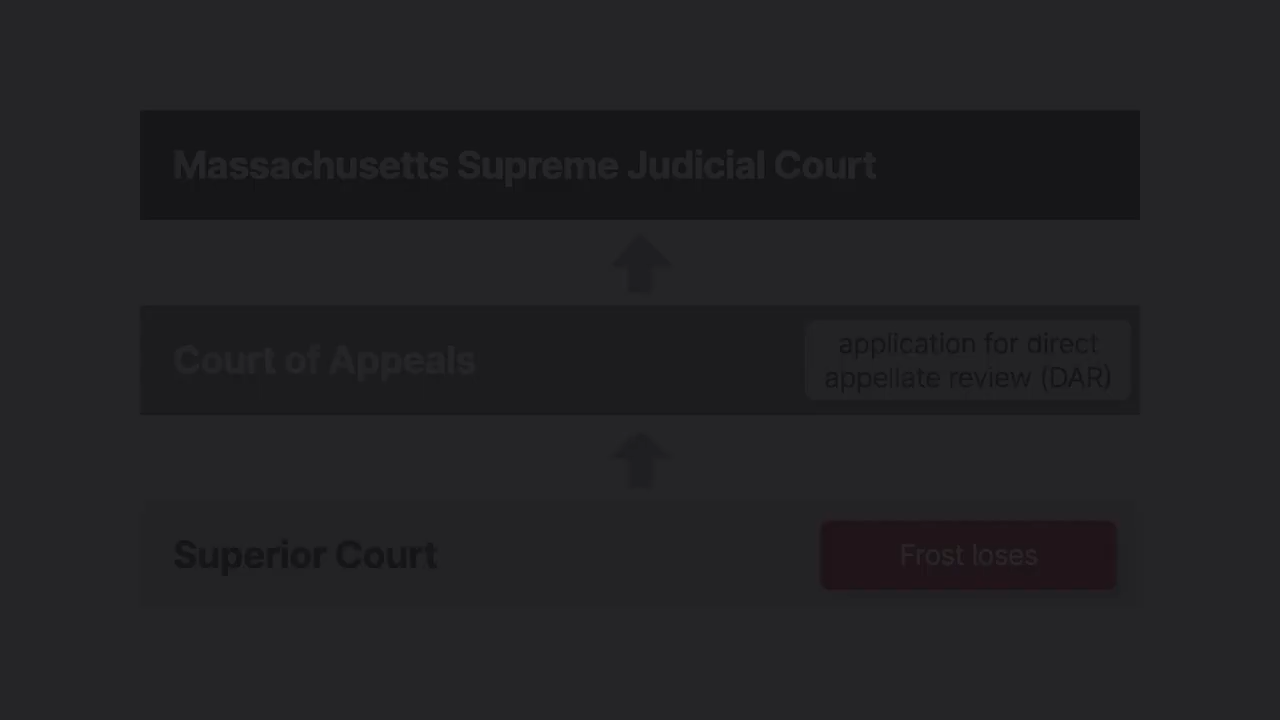 Massachusetts Supreme Judicial Court
Court of Appeals
application for direct
appellate review (DAR)
Superior Court
Frost loses